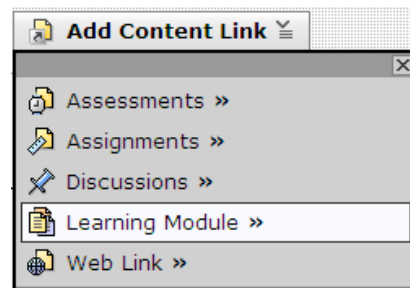 Add Content Link
Assessments »
Assignments »
Discussions »
Learning Module »
Web Link »